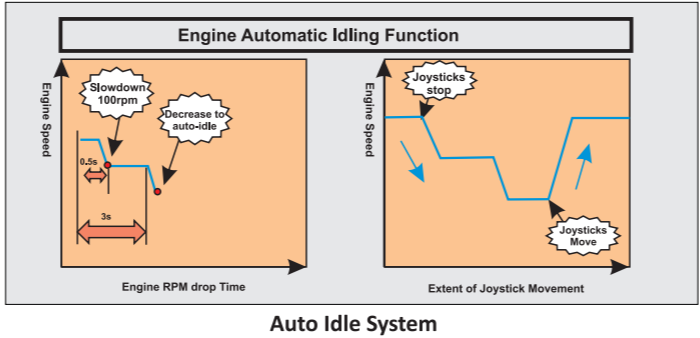 Engine Automatic Idling Function
Engine Speed
Slowdown
100rpm
Decrease to
auto-idle
0.5s
3s
Engine RPM drop Time
Engine Speed
Joysticks
stop
Joysticks
Move
Extent of Joystick Movement
Auto Idle System